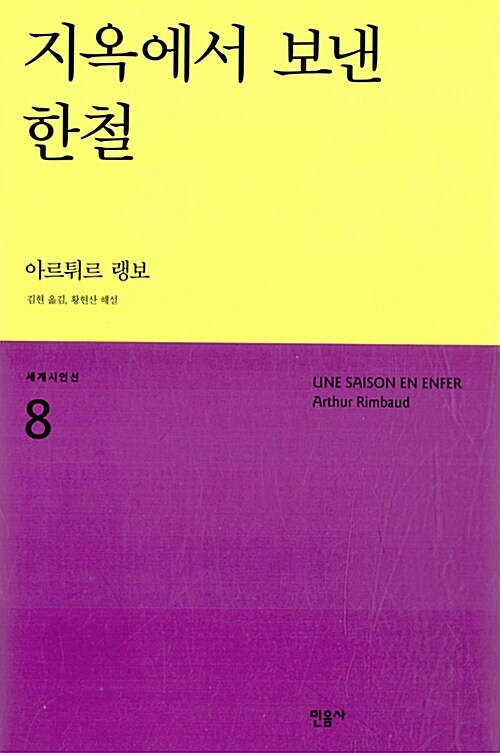 지옥에서 보낸
한철
아르튀르 랭보
김현 옮김, 황현산 해설
세계시인선
8
UNE SAISON EN ENFER
Arthur Rimbaud
민음사